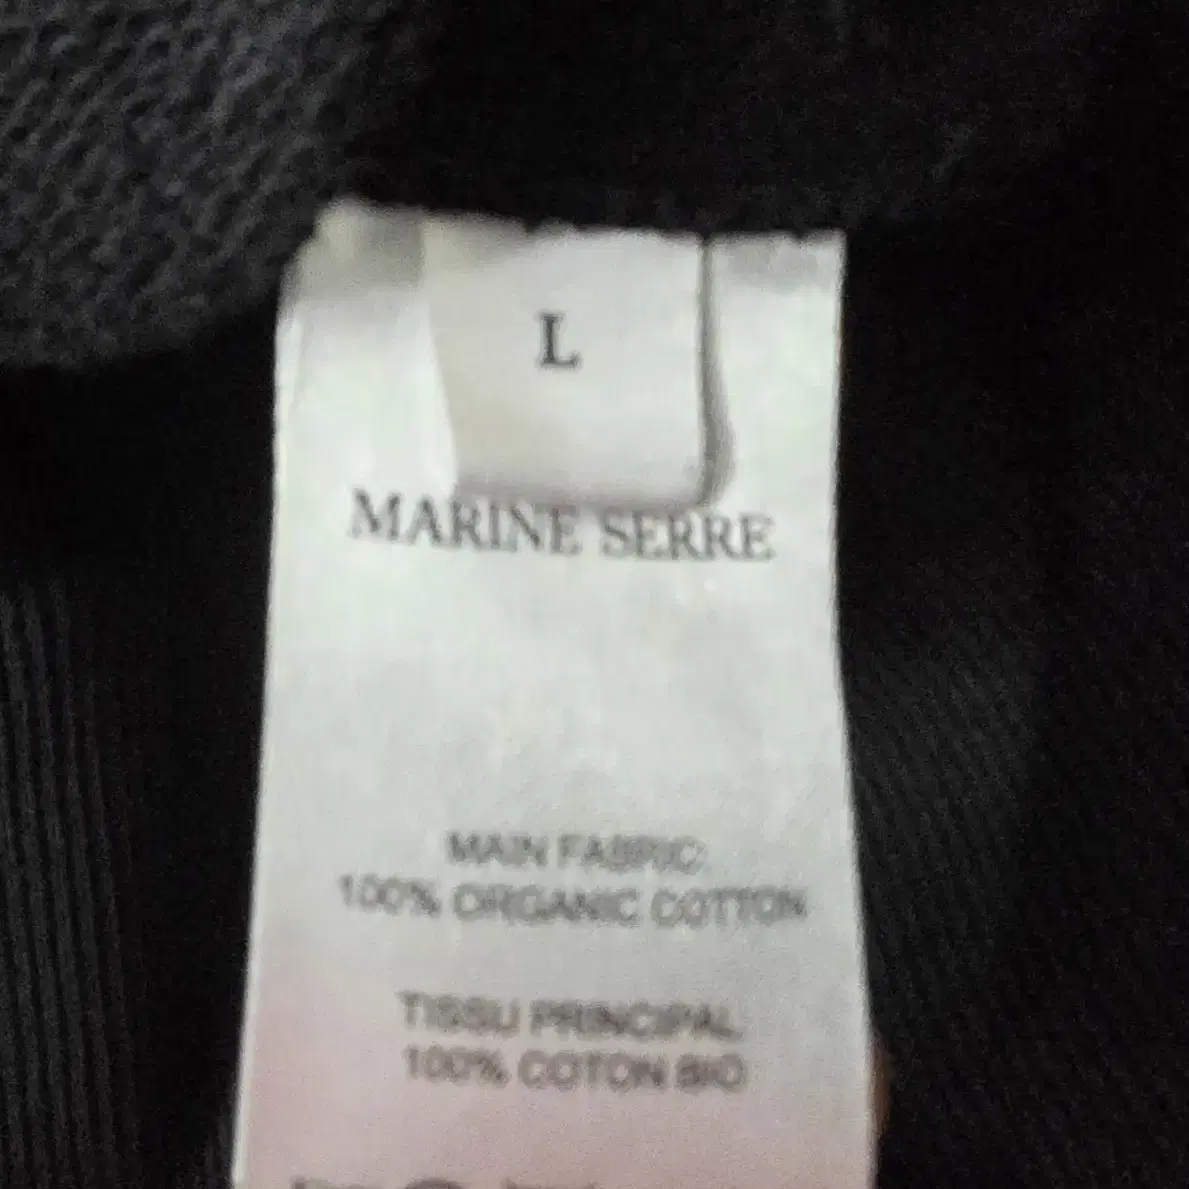 L
MARINE SERRE
MAIN FABRIC:
100% ORGANIC COTTON
TISSU PRINCIPAL:
100% COTON BIO